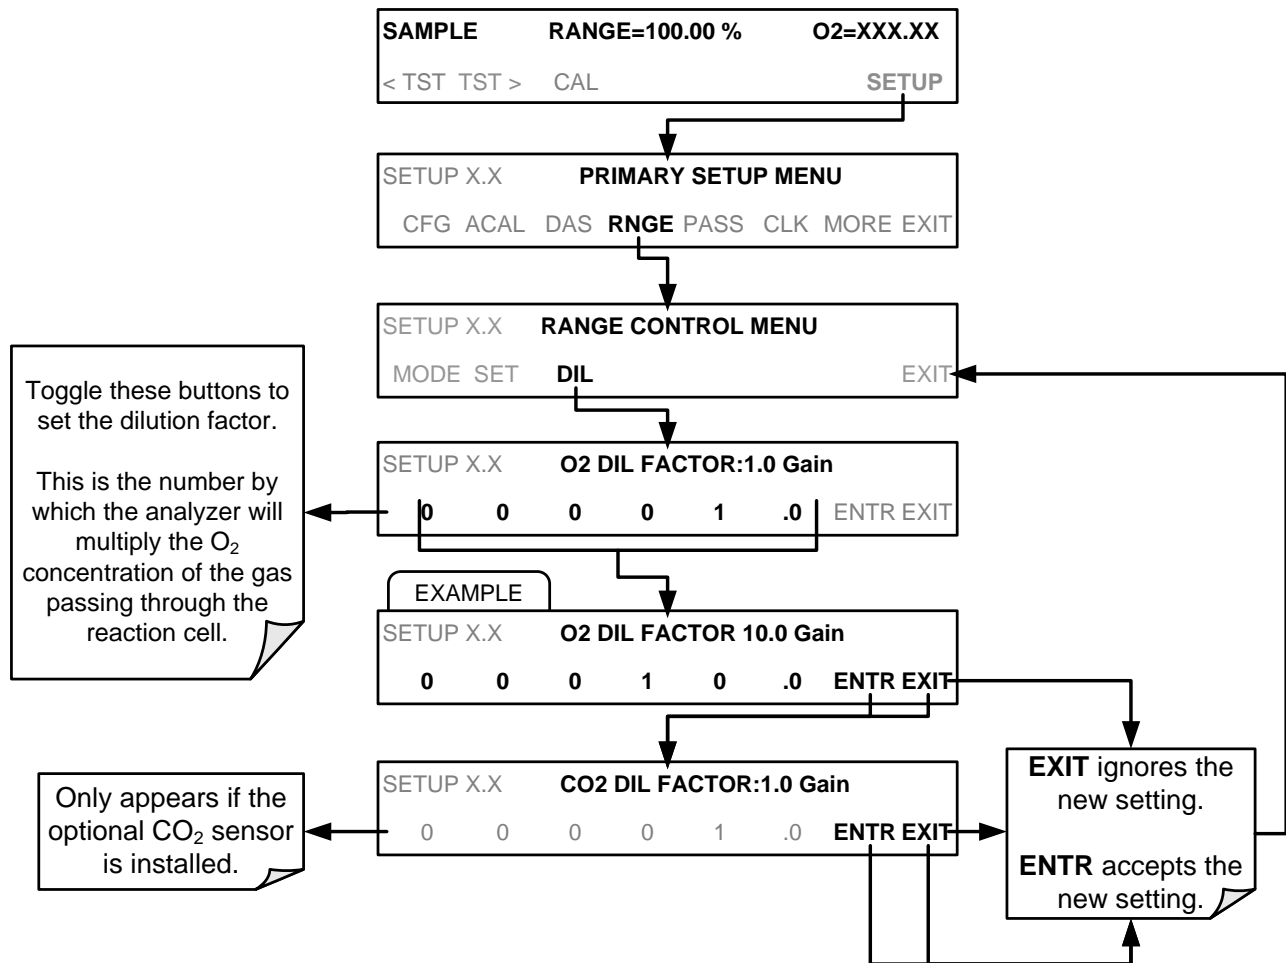 SAMPLE RANGE=100.00 % O2=XXX.XX
< TST TST > CAL SETUP
SETUP X.X PRIMARY SETUP MENU
CFG ACAL DAS RNGE PASS CLK MORE EXIT
SETUP X.X RANGE CONTROL MENU
MODE SET DIL EXIT
Toggle these buttons to
set the dilution factor.
This is the number by
which the analyzer will
multiply the O2
concentration of the gas
passing through the
reaction cell.
SETUP X.X O2 DIL FACTOR:1.0 Gain
0 0 0 0 1 .0 ENTR EXIT
EXAMPLE
SETUP X.X O2 DIL FACTOR 10.0 Gain
0 0 0 1 0 .0 ENTR EXIT
SETUP X.X CO2 DIL FACTOR:1.0 Gain
0 0 0 0 1 .0 ENTR EXIT
Only appears if the
optional CO2 sensor
is installed.
EXIT ignores the
new setting.
ENTR accepts the
new setting.